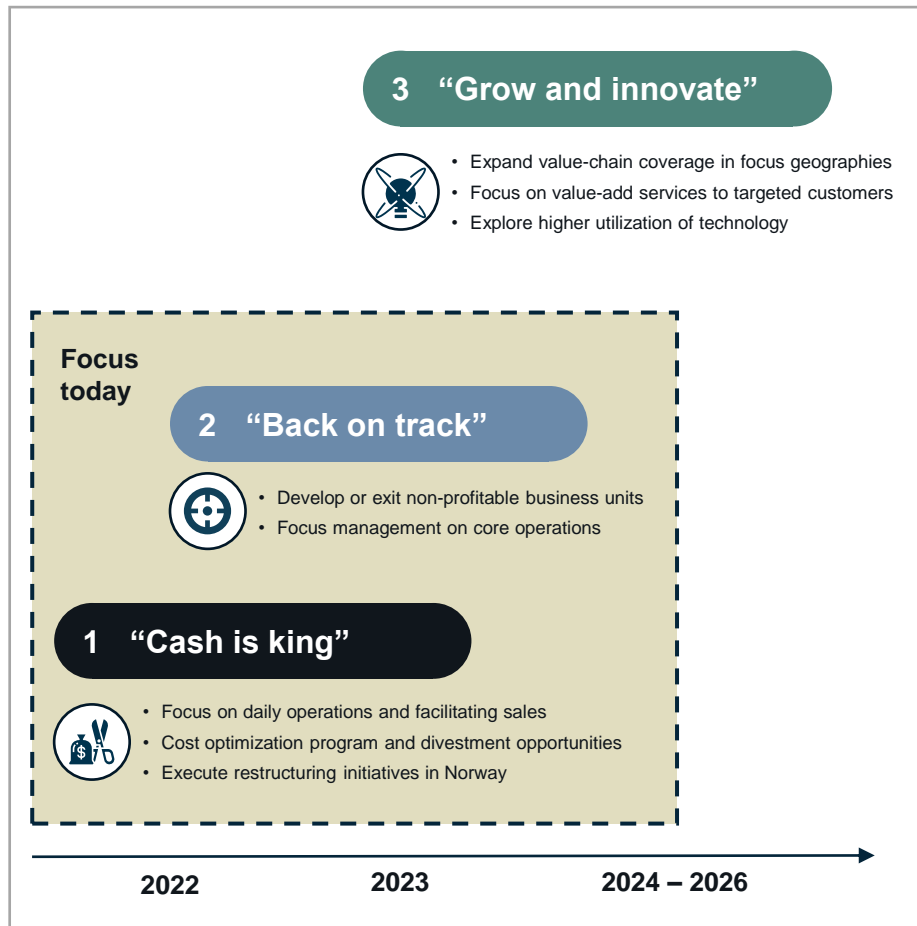 3 “Grow and innovate”
• Expand value-chain coverage in focus geographies
• Focus on value-add services to targeted customers
• Explore higher utilization of technology
Focus
today
2 “Back on track”
• Develop or exit non-profitable business units
• Focus management on core operations
1 “Cash is king”
$
• Focus on daily operations and facilitating sales
• Cost optimization program and divestment opportunities
• Execute restructuring initiatives in Norway
2022 2023 2024 – 2026